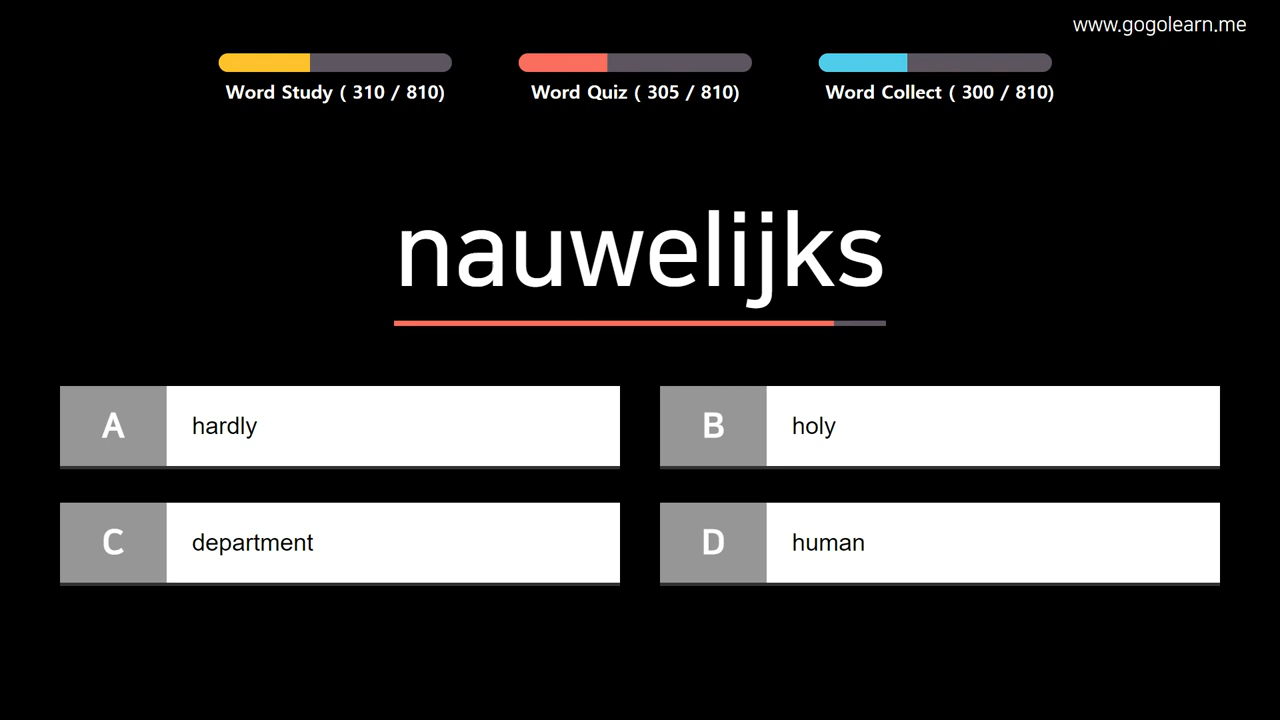 www.gogolearn.me
Word Study ( 310 / 810)
Word Quiz ( 305 / 810)
Word Collect ( 300 / 810)
nauwelijks
A hardly
B holy
C department
D human